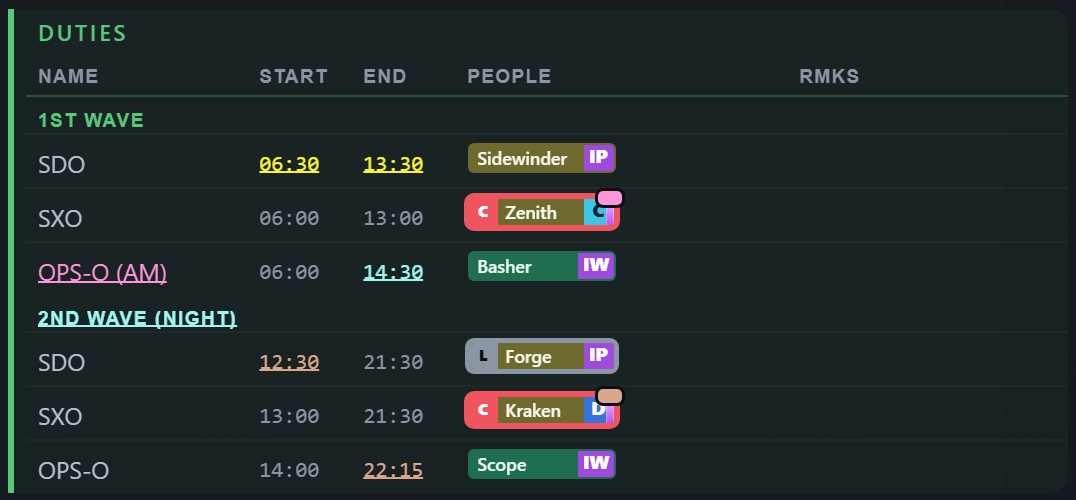 DUTIES
NAME START END PEOPLE RMKS
1ST WAVE
SDO 06:30 13:30 Sidewinder IP
SXO 06:00 13:00 C Zenith C
OPS-O (AM) 06:00 14:30 Basher IW
2ND WAVE (NIGHT)
SDO 12:30 21:30 L Forge IP
SXO 13:00 21:30 C Kraken D
OPS-O 14:00 22:15 Scope IW